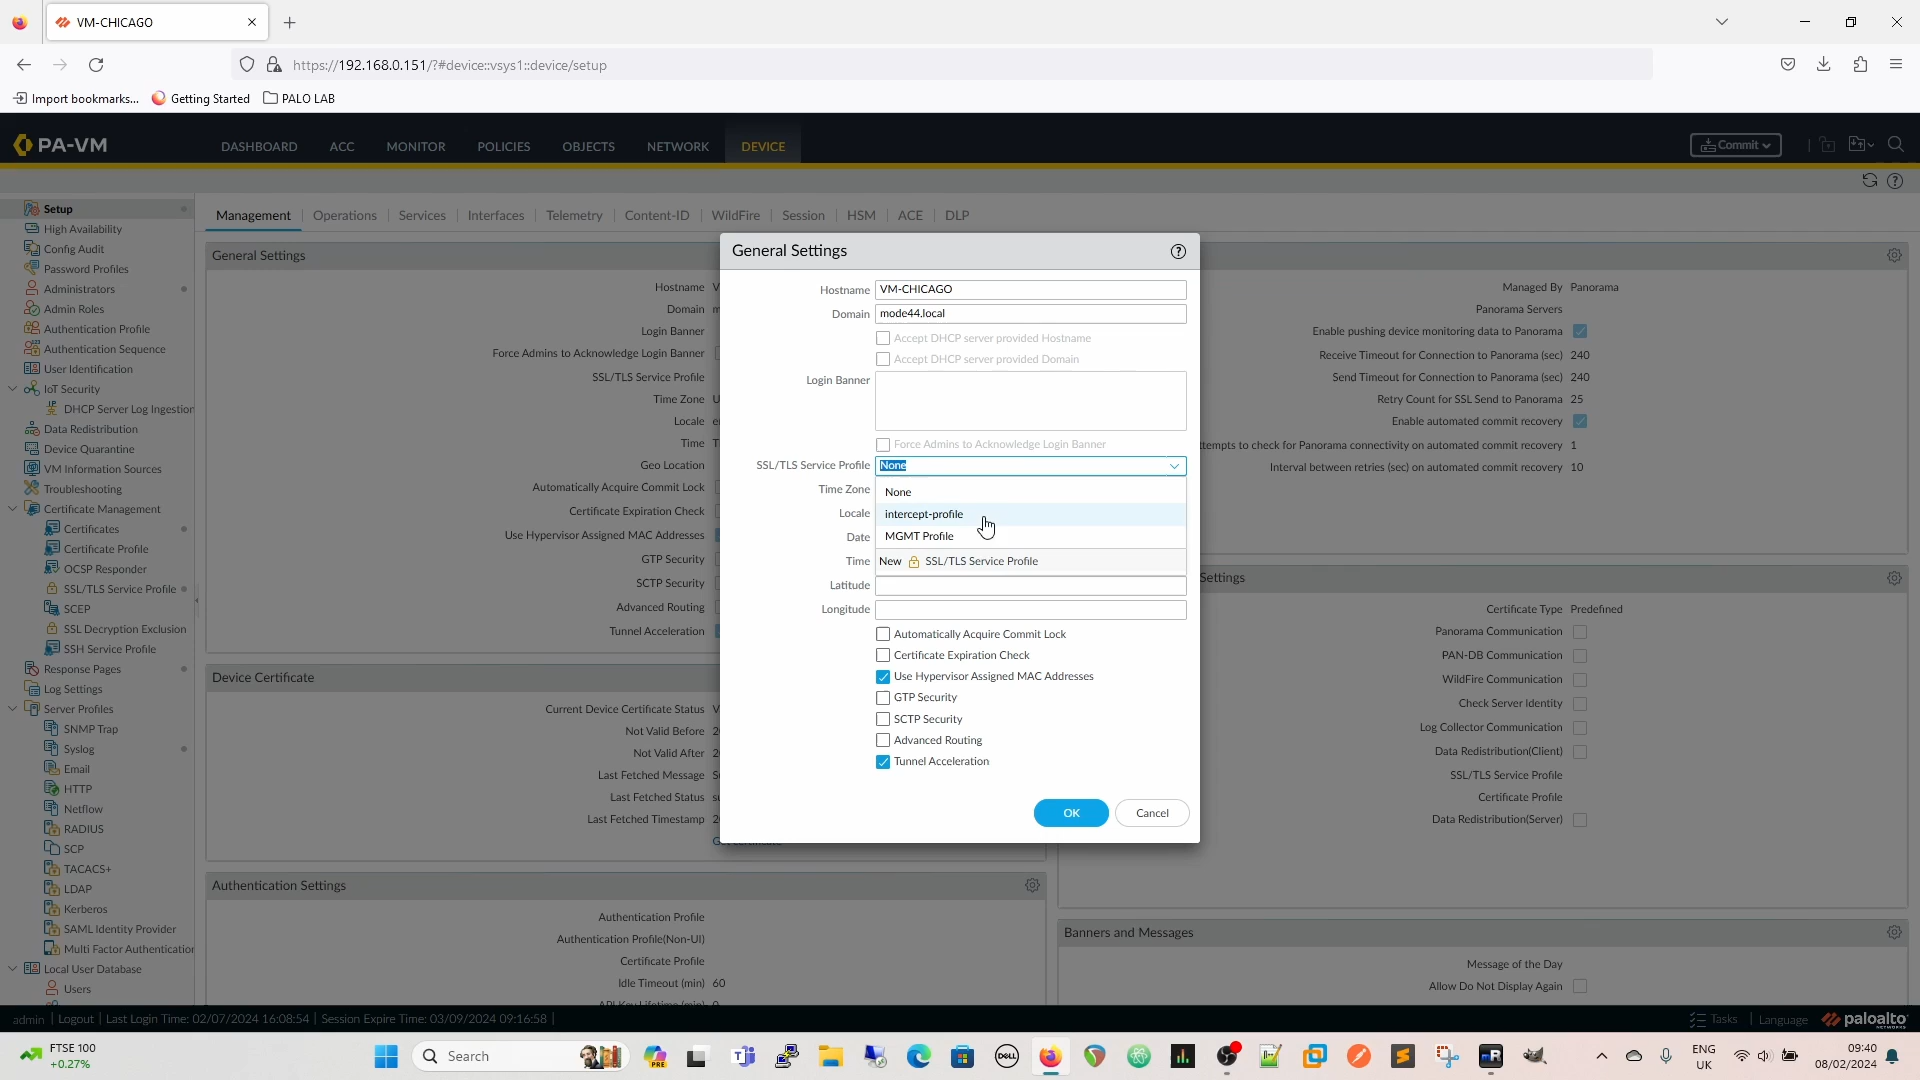 VM-CHICAGO
https://192.168.0.151/?#device::vsys1::device/setup
Import bookmarks...
Getting Started
PALO LAB
PA-VM
DASHBOARD
ACC
MONITOR
POLICIES
OBJECTS
NETWORK
DEVICE
Commit
Setup
High Availability
Config Audit
Password Profiles
Administrators
Admin Roles
Authentication Profile
Authentication Sequence
User Identification
IoT Security
DHCP Server Log Ingestion
Data Redistribution
Device Quarantine
VM Information Sources
Troubleshooting
Certificate Management
Certificates
Certificate Profile
OCSP Responder
SSL/TLS Service Profile
SCEP
SSL Decryption Exclusion
SSH Service Profile
Response Pages
Log Settings
Server Profiles
SNMP Trap
Syslog
Email
HTTP
Netflow
RADIUS
SCP
TACACS+
LDAP
Kerberos
SAML Identity Provider
Multi Factor Authentication
Local User Database
Users
Management
Operations
Services
Interfaces
Telemetry
Content-ID
WildFire
Session
HSM
ACE
DLP
General Settings
Hostname
Domain
Login Banner
Force Admins to Acknowledge Login Banner
SSL/TLS Service Profile
Time Zone
Locale
Time
Geo Location
Automatically Acquire Commit Lock
Certificate Expiration Check
Use Hypervisor Assigned MAC Addresses
GTP Security
SCTP Security
Advanced Routing
Tunnel Acceleration
Device Certificate
Current Device Certificate Status
Not Valid Before
Not Valid After
Last Fetched Message
Last Fetched Status
Last Fetched Timestamp
Authentication Settings
Authentication Profile
Authentication Profile(Non-UI)
Certificate Profile
Idle Timeout (min) 60
API Key Lifetime (min) 0
General Settings
Hostname VM-CHICAGO
Domain mode44.local
Accept DHCP server provided Hostname
Accept DHCP server provided Domain
Login Banner
Force Admins to Acknowledge Login Banner
SSL/TLS Service Profile None
Time Zone
None
Locale
intercept-profile
Date
MGMT Profile
Time
New SSL/TLS Service Profile
Latitude
Longitude
Automatically Acquire Commit Lock
Certificate Expiration Check
Use Hypervisor Assigned MAC Addresses
GTP Security
SCTP Security
Advanced Routing
Tunnel Acceleration
OK
Cancel
Managed By Panorama
Panorama Servers
Enable pushing device monitoring data to Panorama
Receive Timeout for Connection to Panorama (sec) 240
Send Timeout for Connection to Panorama (sec) 240
Retry Count for SSL Send to Panorama 25
Enable automated commit recovery
tempts to check for Panorama connectivity on automated commit recovery 1
Interval between retries (sec) on automated commit recovery 10
Settings
Certificate Type Predefined
Panorama Communication
PAN-DB Communication
WildFire Communication
Check Server Identity
Log Collector Communication
Data Redistribution(Client)
SSL/TLS Service Profile
Certificate Profile
Data Redistribution(Server)
Banners and Messages
Message of the Day
Allow Do Not Display Again
admin | Logout | Last Login Time: 02/07/2024 16:08:54 | Session Expire Time: 03/09/2024 09:16:58 |
Tasks | Language
paloalto
NETWORKS
FTSE 100
+0.27%
Search
PRE
DELL
ENG
UK
09:40
08/02/2024